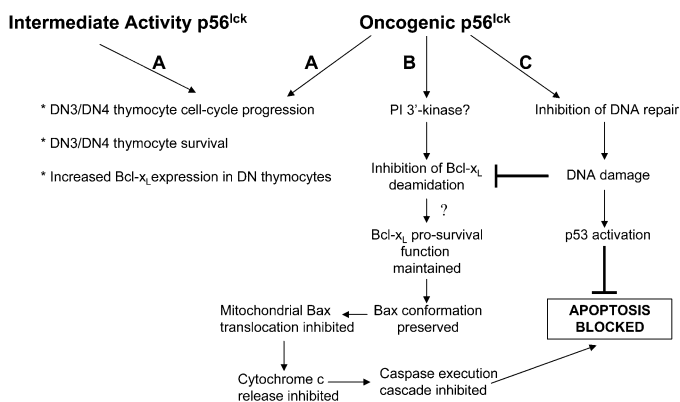 Intermediate Activity p56lck
Oncogenic p56lck
A
A
B
C
* DN3/DN4 thymocyte cell-cycle progression
* DN3/DN4 thymocyte survival
* Increased Bcl-xL expression in DN thymocytes
PI 3'-kinase?
Inhibition of Bcl-xL
deamidation
?
Bcl-xL pro-survival
function
maintained
Bax conformation
preserved
Mitochondrial Bax
translocation inhibited
Cytochrome c
release inhibited
Caspase execution
cascade inhibited
Inhibition of DNA repair
DNA damage
p53 activation
APOPTOSIS
BLOCKED